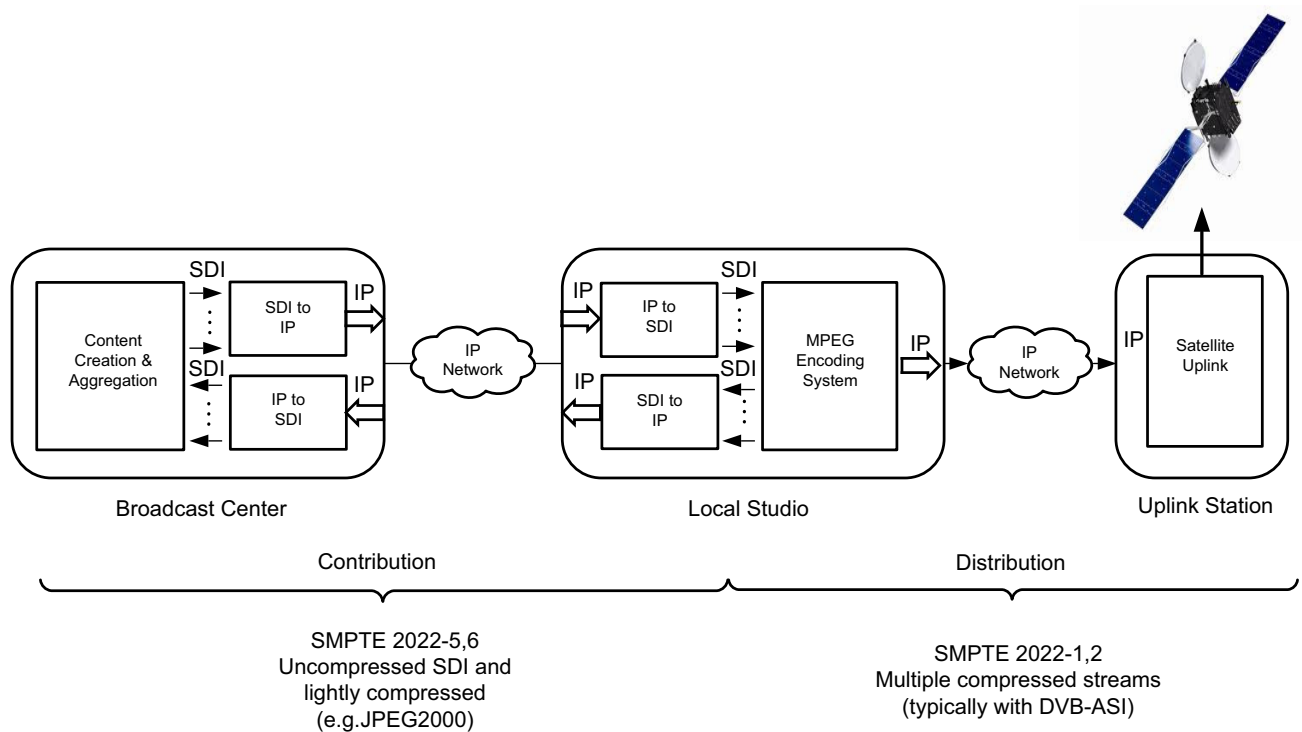 SDI
SDI to
IP
IP
Content
Creation &
Aggregation
SDI
IP to
SDI
IP
Broadcast Center
IP
Network
IP
IP to
SDI
SDI
IP
SDI to
IP
SDI
MPEG
Encoding
System
IP
Local Studio
IP
Network
IP
Satellite
Uplink
Uplink Station
Contribution
Distribution
SMPTE 2022-5,6
Uncompressed SDI and
lightly compressed
(e.g.JPEG2000)
SMPTE 2022-1,2
Multiple compressed streams
(typically with DVB-ASI)